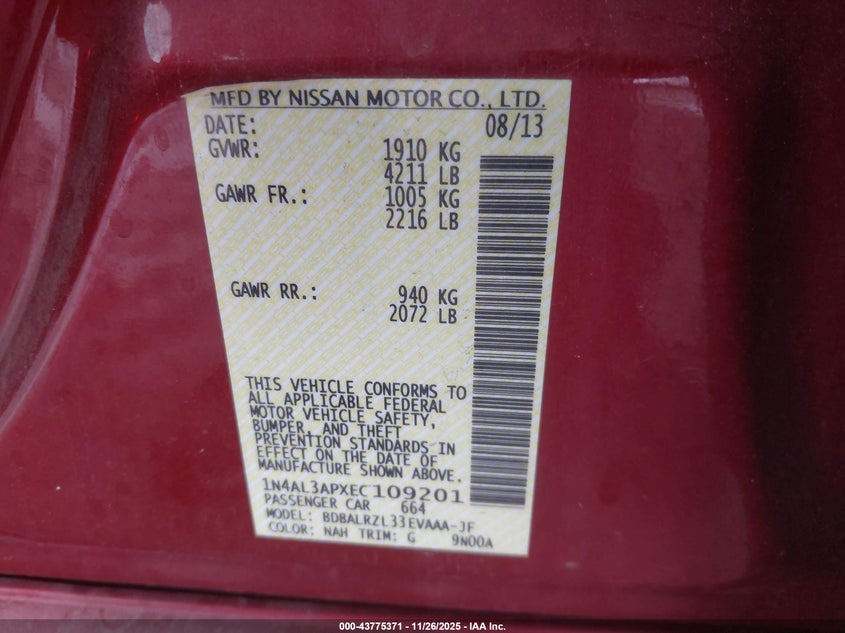 MFD BY NISSAN MOTOR CO., LTD.
DATE: 08/13
GVWR: 1910 KG
4211 LB
GAWR FR.: 1005 KG
2216 LB
GAWR RR.: 940 KG
2072 LB
THIS VEHICLE CONFORMS TO
ALL APPLICABLE FEDERAL
MOTOR VEHICLE SAFETY,
BUMPER, AND THEFT
PREVENTION STANDARDS IN
EFFECT ON THE DATE OF
MANUFACTURE SHOWN ABOVE.
1N4AL3APXEC109201
PASSENGER CAR 664
MODEL: BDBALRZL33EVAAA-JF
COLOR: NAH TRIM: G 9N00A
000-43775371 | 11/26/2025 - IAA Inc.